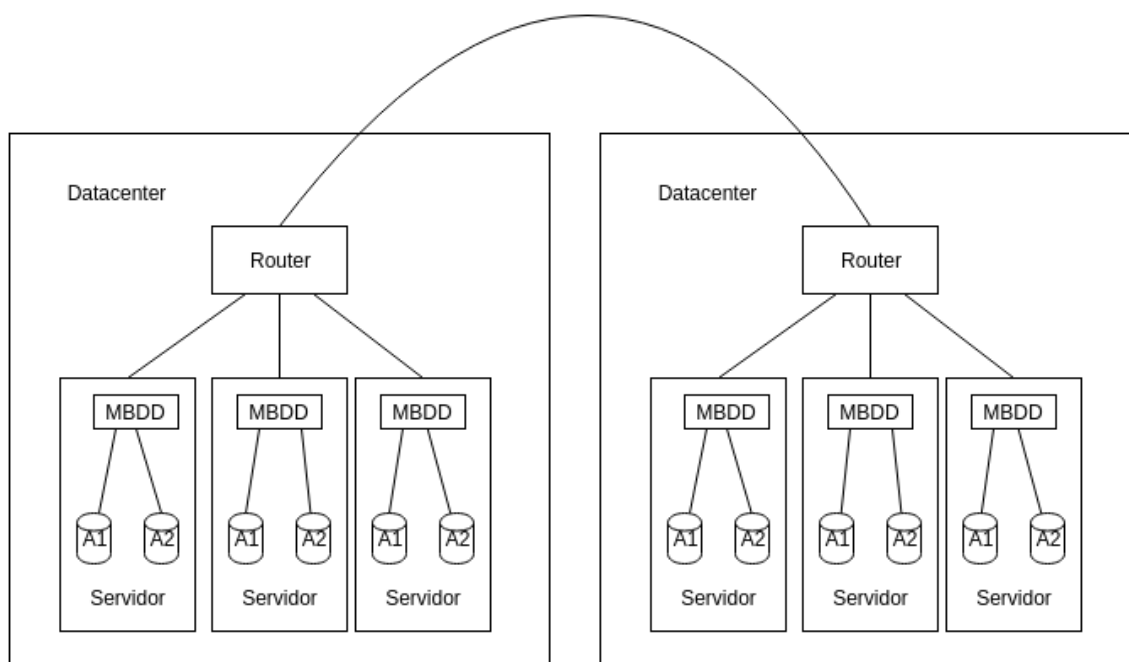 Datacenter
Datacenter
Router
Router
MBDD
MBDD
MBDD
MBDD
MBDD
MBDD
A1
A2
A1
A2
A1
A2
A1
A2
A1
A2
A1
A2
Servidor
Servidor
Servidor
Servidor
Servidor
Servidor